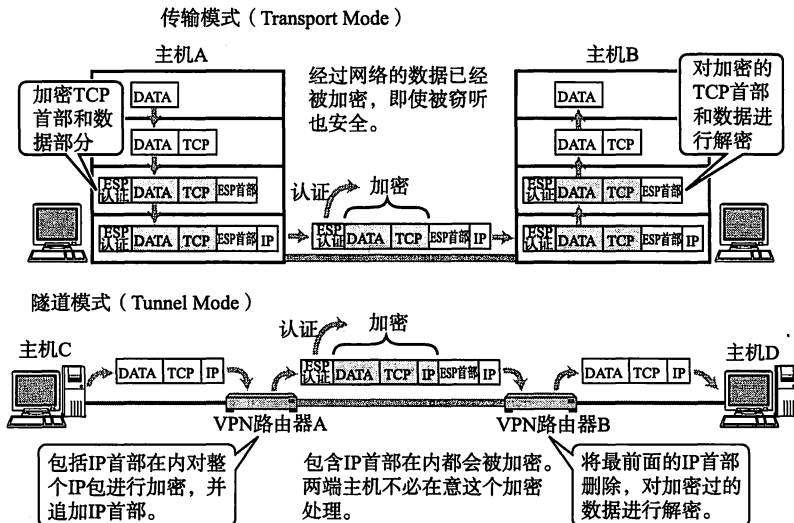 传输模式（Transport Mode）
主机A
主机B
加密TCP
首部和数
据部分
经过网络的数据已经
被加密，即使被窃听
也安全。
对加密的
TCP首部
和数据进
行解密
DATA
DATA
DATA TCP
DATA TCP
ESP认证 DATA TCP ESP首部
ESP认证 DATA TCP ESP首部
认证 加密
ESP认证 DATA TCP ESP首部 IP
ESP认证 DATA TCP ESP首部 IP
ESP认证 DATA TCP ESP首部 IP
隧道模式（Tunnel Mode）
认证 加密
主机C
主机D
DATA TCP IP
ESP认证 DATA TCP IP ESP首部 IP
DATA TCP IP
VPN路由器A
VPN路由器B
包括IP首部在内对整
个IP包进行加密，并
追加IP首部。
包含IP首部在内都会被加密。
两端主机不必在意这个加密
处理。
将最前面的IP首部
删除，对加密过的
数据进行解密。